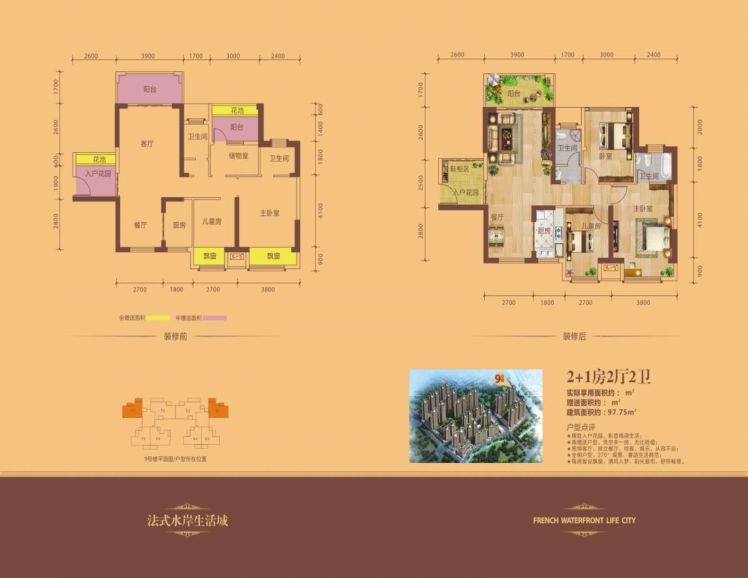 2600 3900 1700 3000 2400
1700 2600 600 1900 2800
阳台
花池
阳台
客厅
卫生间
储物室
卫生间
花池
入户花园
餐厅
厨房
儿童房
主卧室
飘窗
飘窗
600 1400 1800 4100 900
2700 1800 2700 3800
全赠送面积 半赠送面积
装修前
2600 3900 1700 3000 2400
1700 2600 2500 2800
阳台
卫生间
卧室
卫生间
鞋柜区
入户花园
客厅
主卧室
餐厅
厨房
儿童房
2000 1800 4100 900
2700 1800 2700 3800
装修后
9号楼平面图/户型所在位置
9号楼
2+1房2厅2卫
实际享用面积约： m²
赠送面积约： m²
建筑面积约：97.75m²
户型点评
法式水岸生活城
FRENCH WATERFRONT LIFE CITY